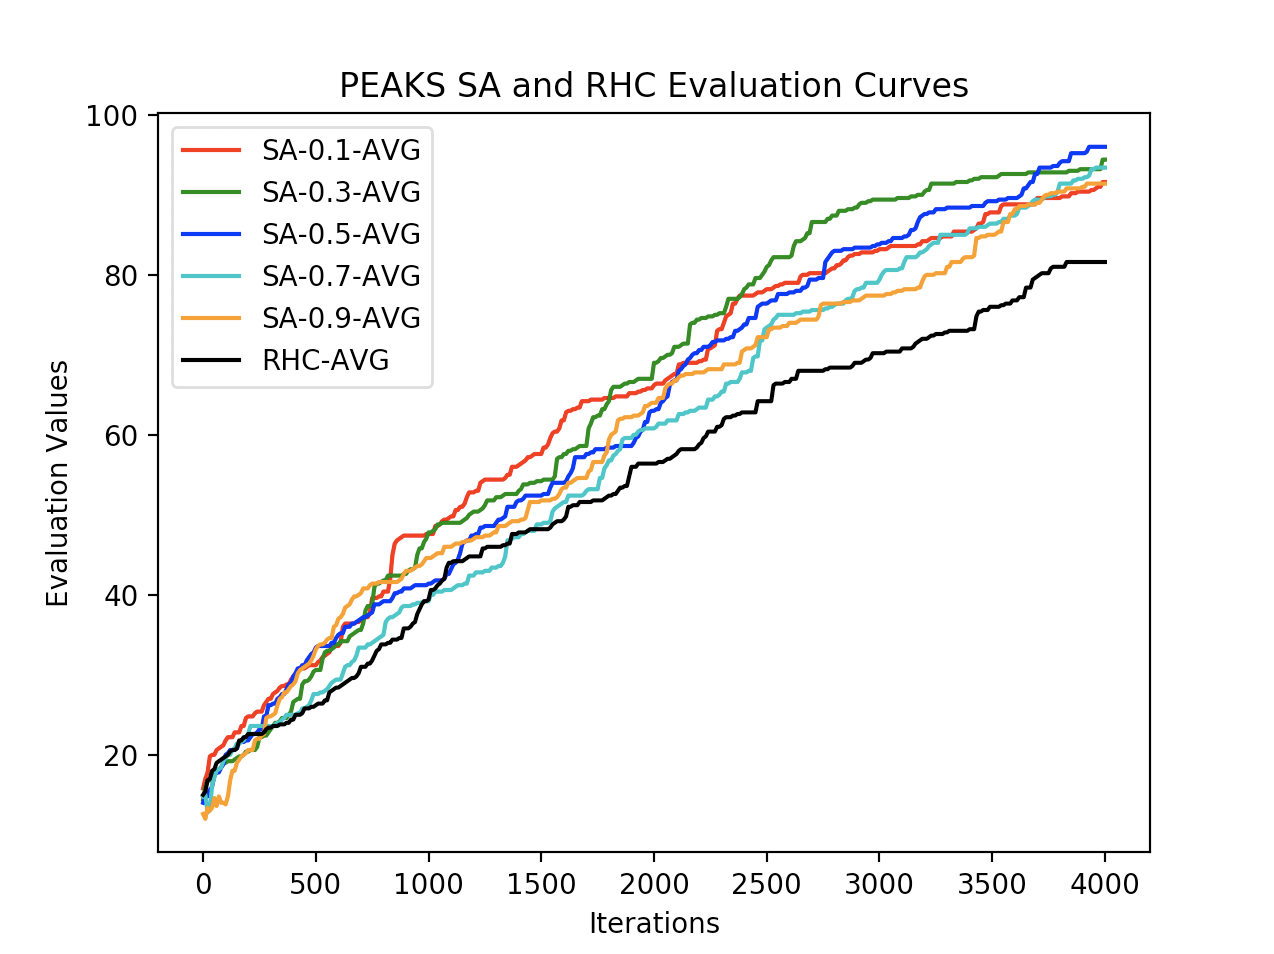 PEAKS SA and RHC Evaluation Curves
100
80
60
40
20
Evaluation Values
SA-0.1-AVG
SA-0.3-AVG
SA-0.5-AVG
SA-0.7-AVG
SA-0.9-AVG
RHC-AVG
0 500 1000 1500 2000 2500 3000 3500 4000
Iterations